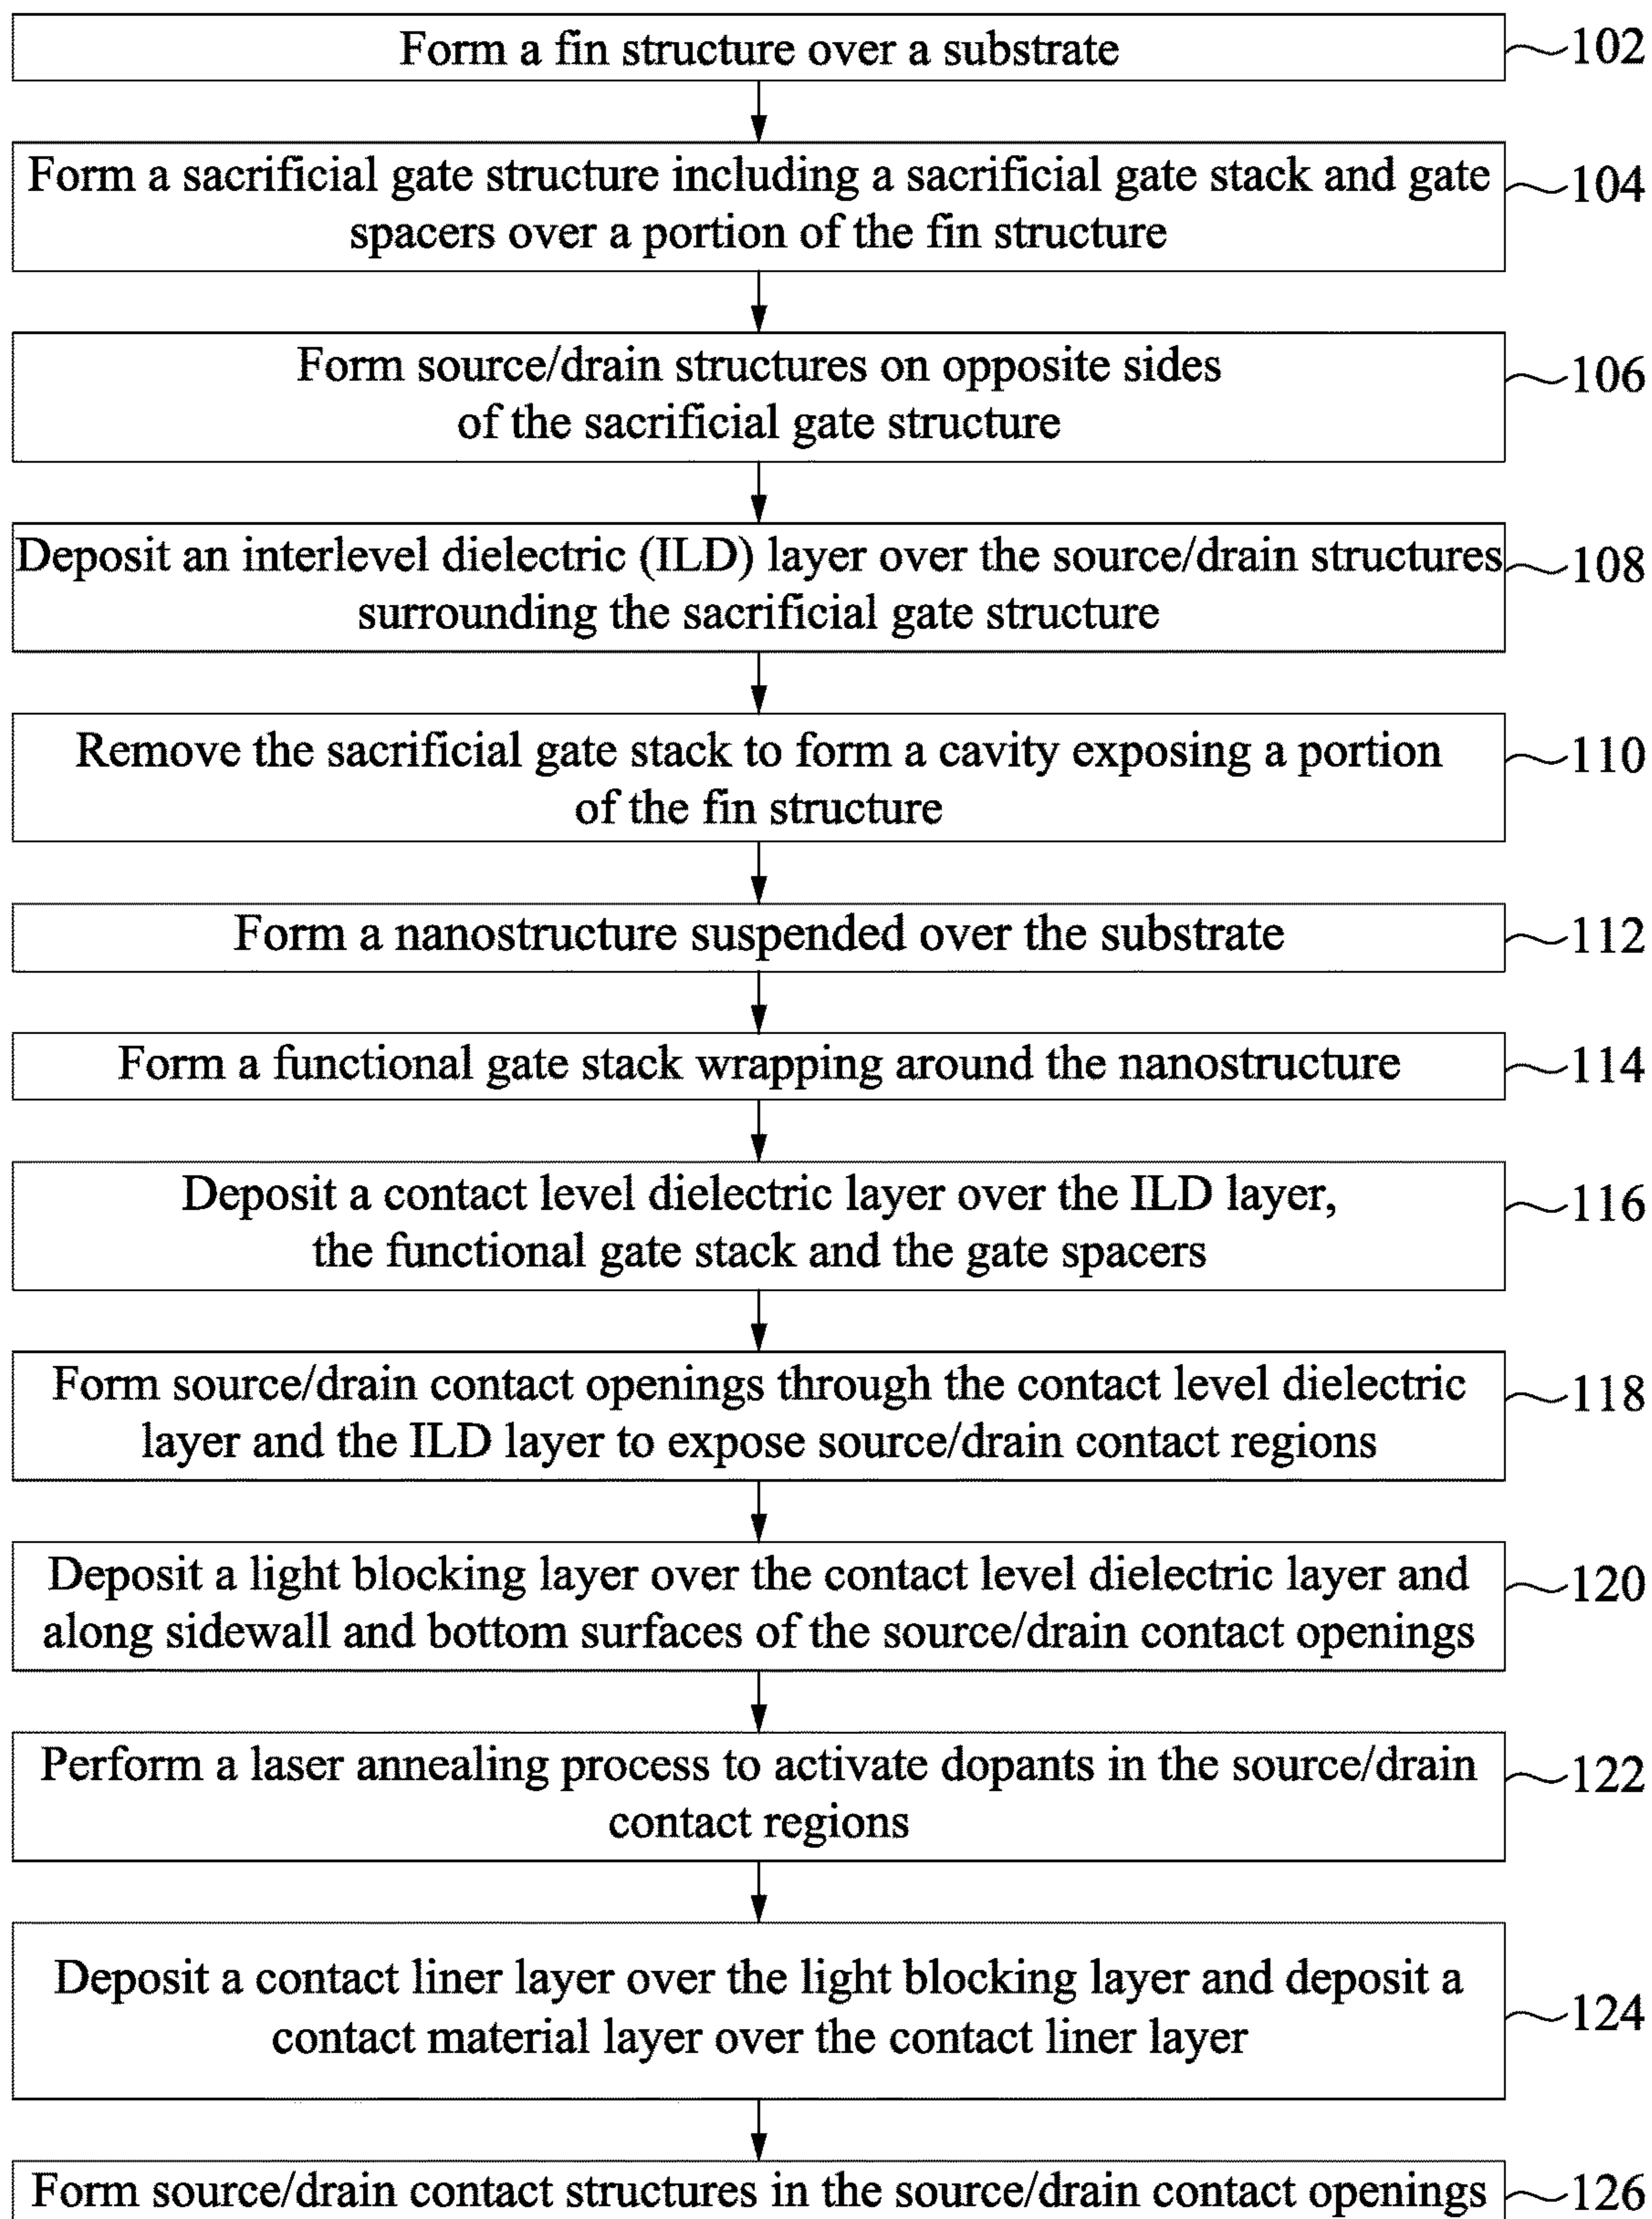 Form a fin structure over a substrate
102
Form a sacrificial gate structure including a sacrificial gate stack and gate
spacers over a portion of the fin structure
104
Form source/drain structures on opposite sides
of the sacrificial gate structure
106
Deposit an interlevel dielectric (ILD) layer over the source/drain structures
surrounding the sacrificial gate structure
108
Remove the sacrificial gate stack to form a cavity exposing a portion
of the fin structure
110
Form a nanostructure suspended over the substrate
112
Form a functional gate stack wrapping around the nanostructure
114
Deposit a contact level dielectric layer over the ILD layer,
the functional gate stack and the gate spacers
116
Form source/drain contact openings through the contact level dielectric
layer and the ILD layer to expose source/drain contact regions
118
Deposit a light blocking layer over the contact level dielectric layer and
along sidewall and bottom surfaces of the source/drain contact openings
120
Perform a laser annealing process to activate dopants in the source/drain
contact regions
122
Deposit a contact liner layer over the light blocking layer and deposit a
contact material layer over the contact liner layer
124
Form source/drain contact structures in the source/drain contact openings
126